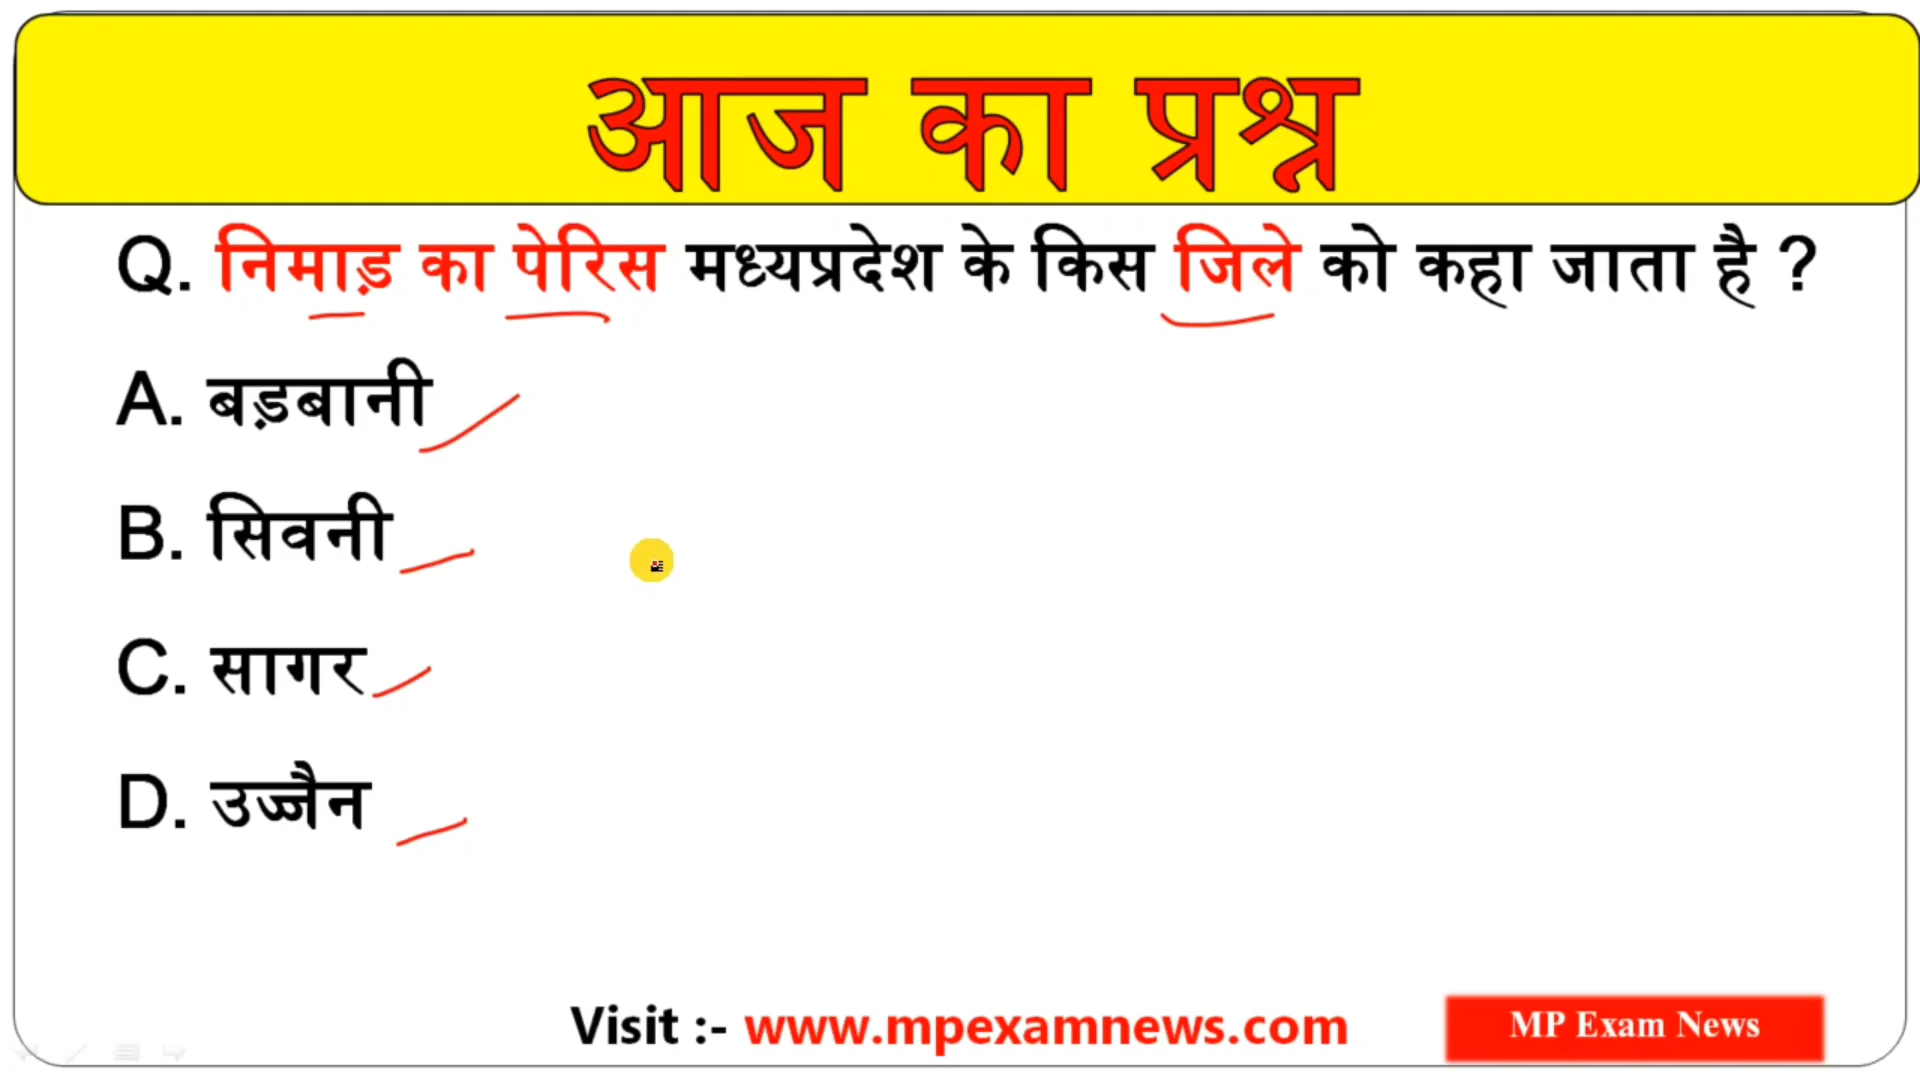 आज का प्रश्न
Q. निमाड़ का पेरिस मध्यप्रदेश के किस जिले को कहा जाता है ?
A. बड़बानी
B. सिवनी
C. सागर
D. उज्जैन
Visit :- www.mpexamnews.com
MP Exam News